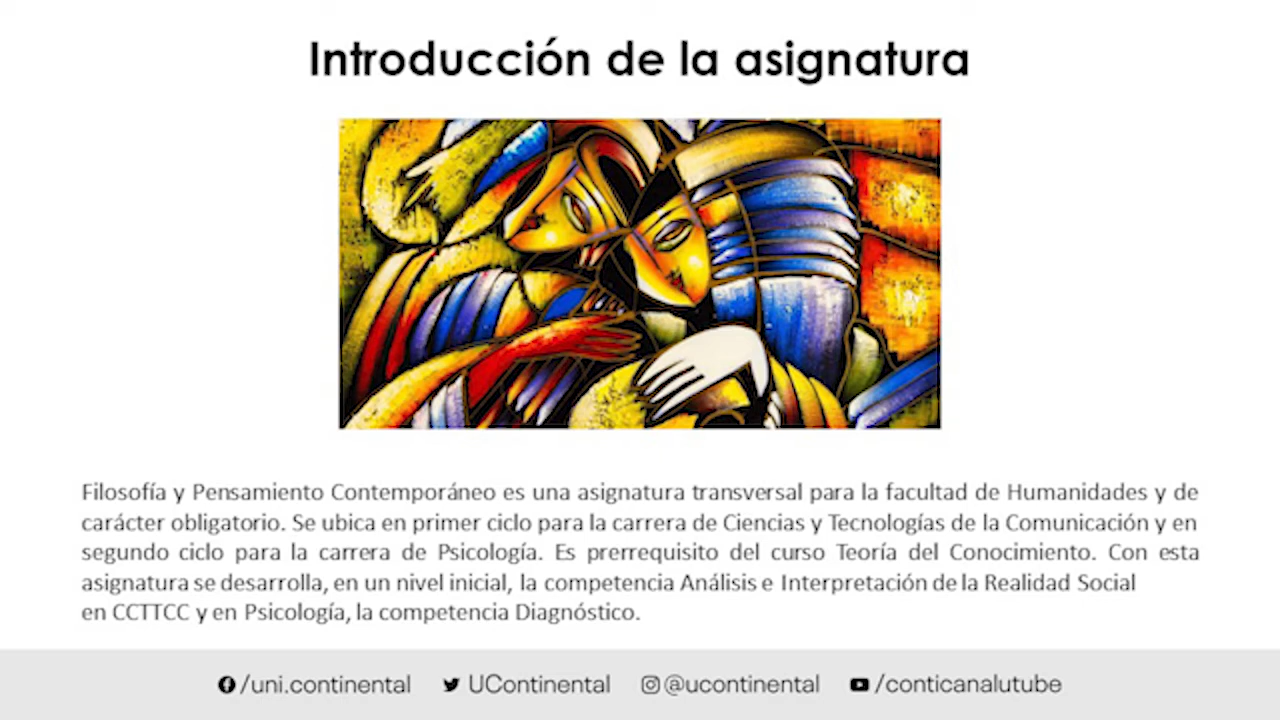 Introducción de la asignatura
Filosofía y Pensamiento Contemporáneo es una asignatura transversal para la facultad de Humanidades y de
carácter obligatorio. Se ubica en primer ciclo para la carrera de Ciencias y Tecnologías de la Comunicación y en
segundo ciclo para la carrera de Psicología. Es prerrequisito del curso Teoría del Conocimiento. Con esta
asignatura se desarrolla, en un nivel inicial, la competencia Análisis e Interpretación de la Realidad Social
en CCTTCC y en Psicología, la competencia Diagnóstico.
/uni.continental UContinental @ucontinental /conticanalutube